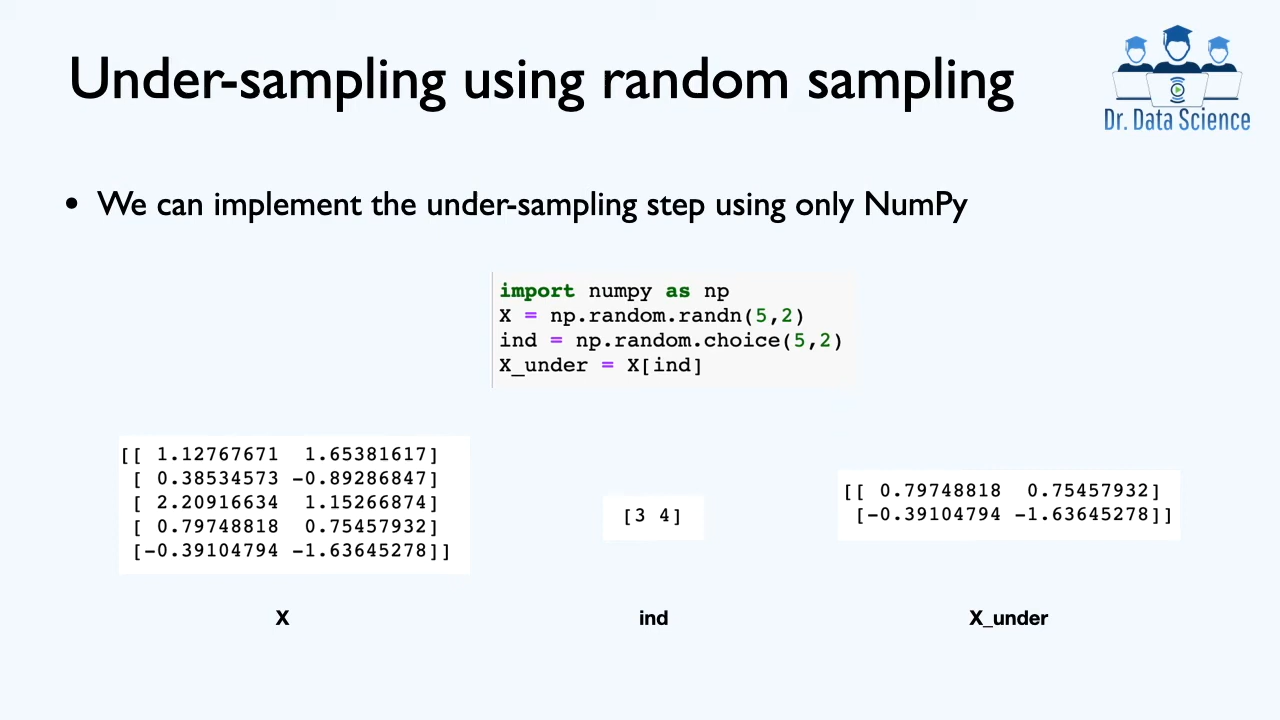 Under-sampling using random sampling
Dr. Data Science
• We can implement the under-sampling step using only NumPy
import numpy as np
X = np.random.randn(5,2)
ind = np.random.choice(5,2)
X_under = X[ind]
[[ 1.12767671  1.65381617]
[ 0.38534573 -0.89286847]
[ 2.20916634  1.15266874]
[ 0.79748818  0.75457932]
[-0.39104794 -1.63645278]]
X
[3 4]
ind
[[ 0.79748818  0.75457932]
[-0.39104794 -1.63645278]]
X_under